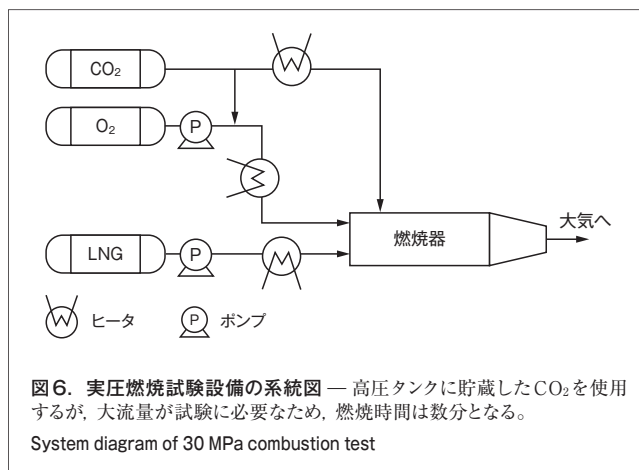 CO₂
O₂
P
LNG
P
燃焼器
大気へ
ヒータ
P
ポンプ
図6. 実圧燃焼試験設備の系統図 — 高圧タンクに貯蔵したCO₂を使用
するが, 大流量が試験に必要なため, 燃焼時間は数分となる。
System diagram of 30 MPa combustion test